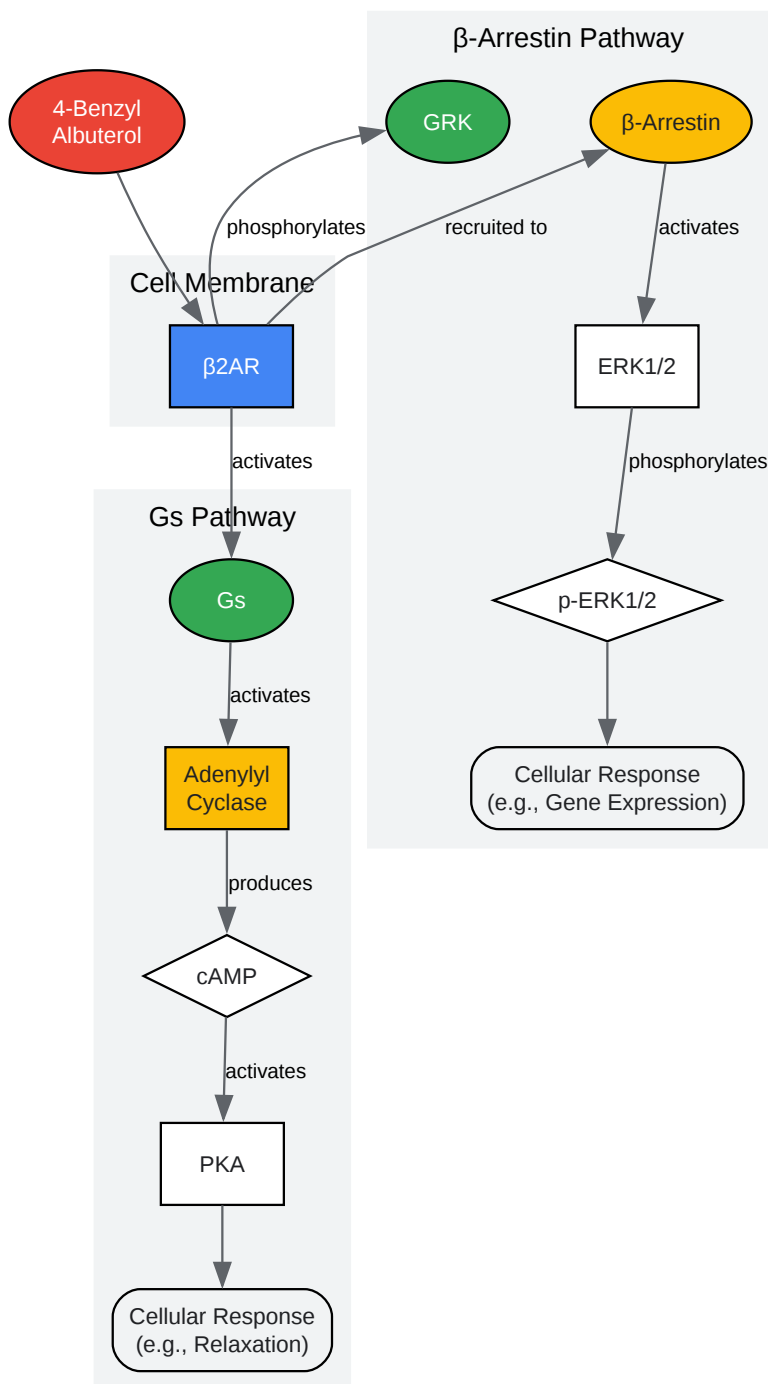 β-Arrestin Pathway
4-Benzyl
Albuterol
GRK
β-Arrestin
phosphorylates
recruited to
activates
Cell Membrane
β2AR
ERK1/2
activates
phosphorylates
Gs Pathway
Gs
p-ERK1/2
activates
Adenylyl
Cyclase
Cellular Response
(e.g., Gene Expression)
produces
cAMP
activates
PKA
Cellular Response
(e.g., Relaxation)